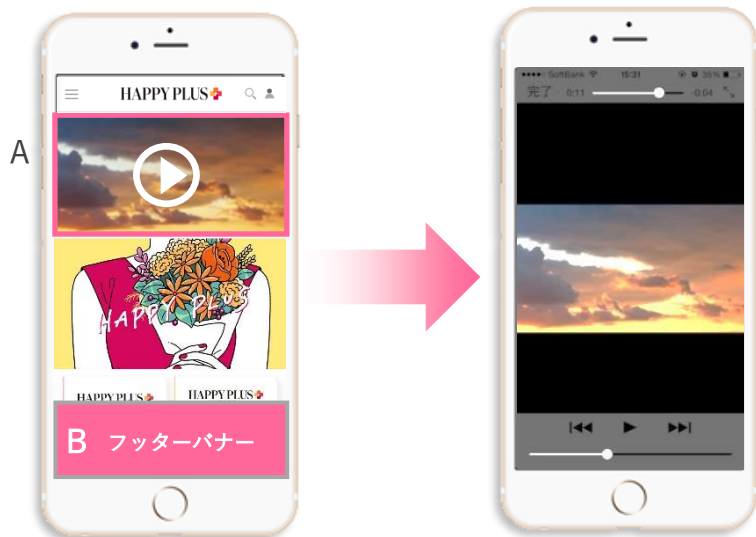 HAPPY PLUS
A
HAPPY PLUS
HAPPY PLUS
HAPPY PLUS
B フッターバナー
SoftBank 15:31 35%
完了 0:11 -0:04